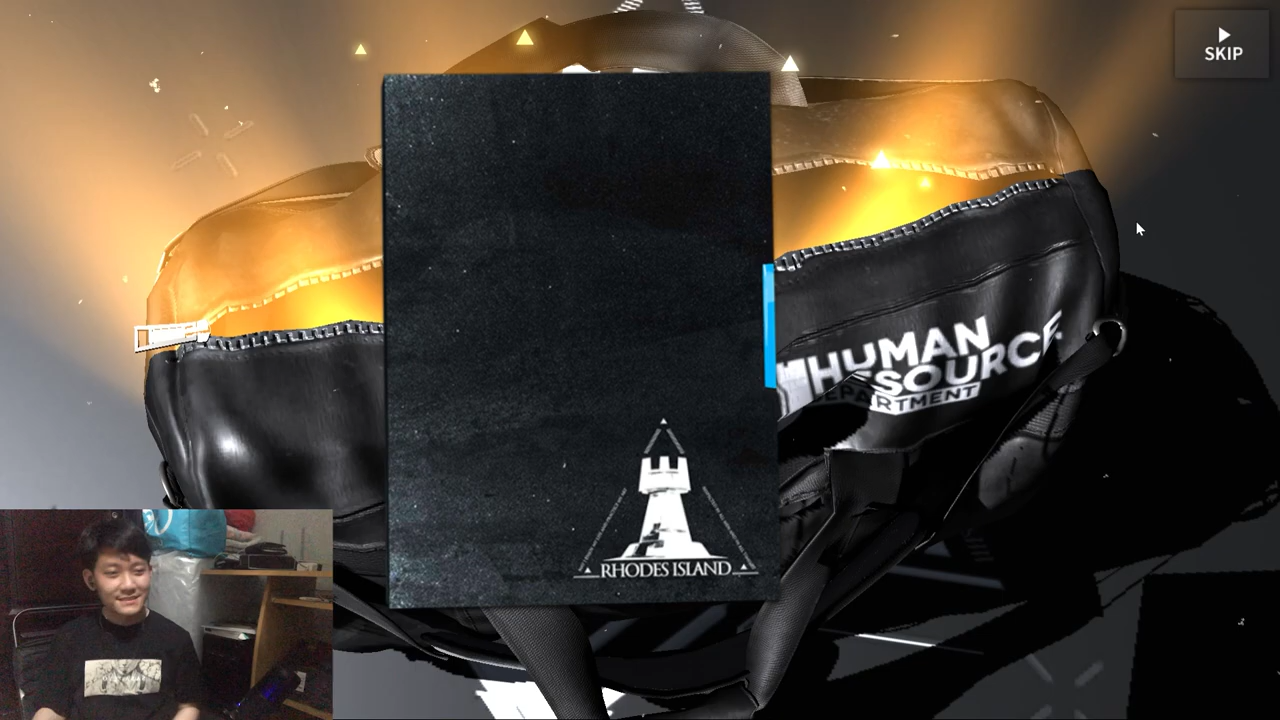 SKIP
HUMAN
RESOURCE
DEPARTMENT
RHODES ISLAND